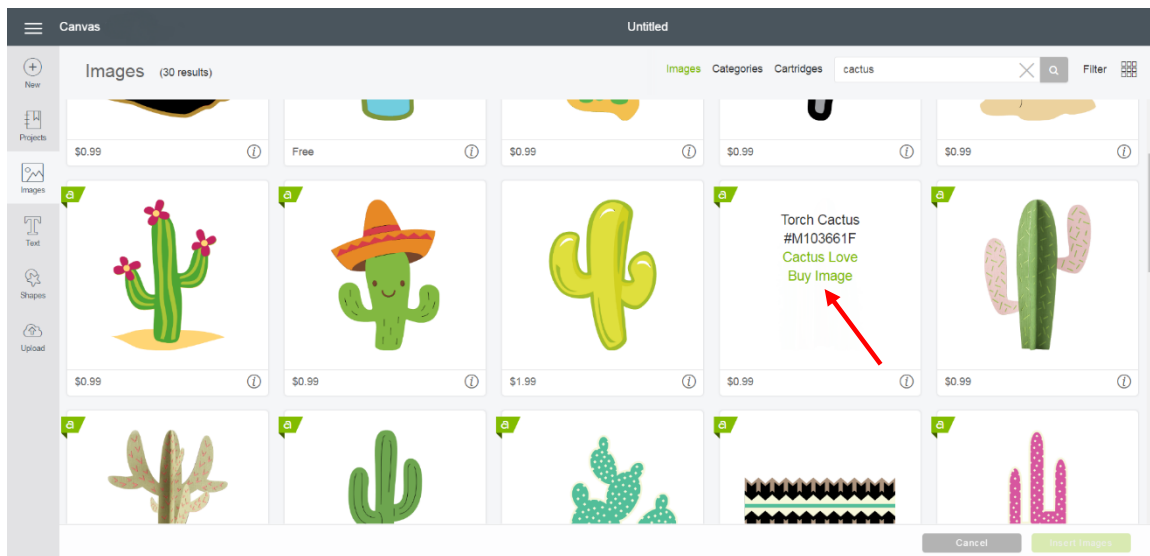 Canvas
Untitled
New
Projects
Images
Text
Shapes
Upload
Images (30 results)
Images Categories Cartridges cactus Filter
$0.99 Free $0.99 $0.99 $0.99
a a a a
Torch Cactus
#M103661F
Cactus Love
Buy Image
$0.99 $0.99 $1.99 $0.99 $0.99
a a a a a
Cancel Insert Images